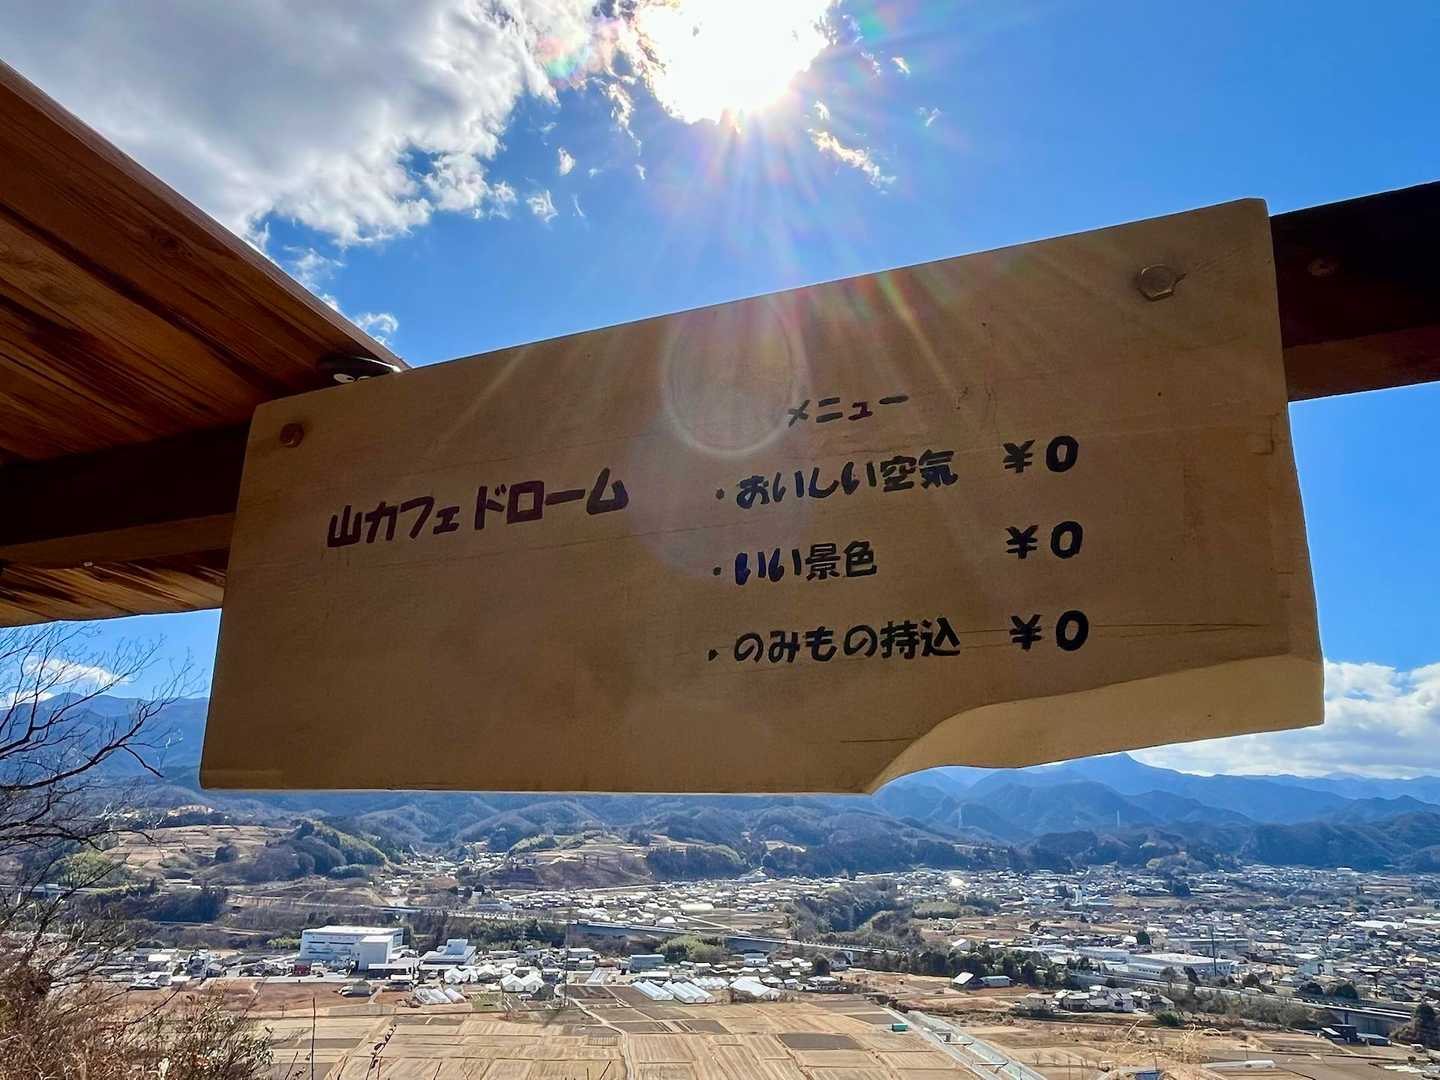 山カフェドローム
メニュー
・おいしい空気 ¥0
・いい景色 ¥0
・のみもの持込 ¥0